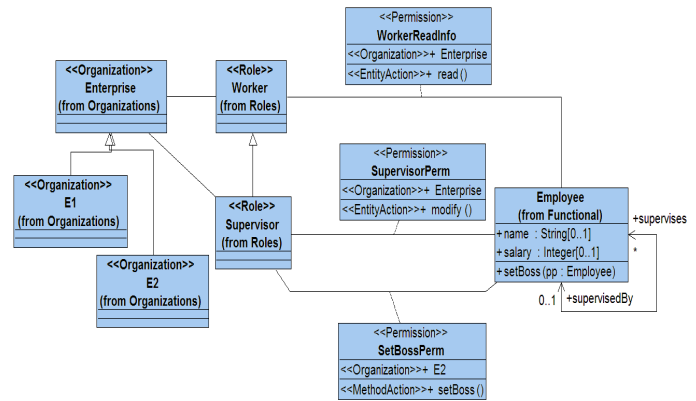 <<Permission>>
WorkerReadInfo
<<Organization>>+ Enterprise
<<EntityAction>>+ read()
<<Organization>>
Enterprise
(from Organizations)
<<Role>>
Worker
(from Roles)
<<Permission>>
SupervisorPerm
<<Organization>>+ Enterprise
<<EntityAction>>+ modify()
<<Organization>>
E1
(from Organizations)
<<Role>>
Supervisor
(from Roles)
Employee
(from Functional)
+name : String[0..1]
+salary : Integer[0..1]
+setBoss(pp : Employee)
+supervises
*
0..1
+supervisedBy
<<Organization>>
E2
(from Organizations)
<<Permission>>
SetBossPerm
<<Organization>>+ E2
<<MethodAction>>+ setBoss()